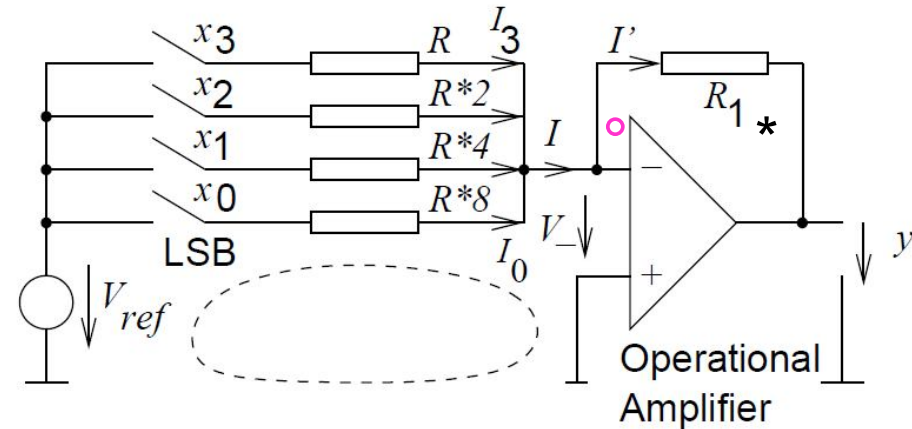 x3 R I3 I'
x2 R*2 R1 *
x1 R*4 I
x0 R*8 −
LSB I0 V− + y
Vref
Operational
Amplifier